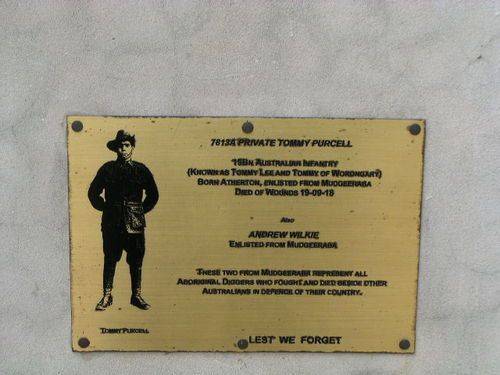 7813A PRIVATE TOMMY PURCELL
15BN AUSTRALIAN INFANTRY
(KNOWN AS TOMMY LEE AND TOMMY OF WORONGARY)
BORN ATHERTON, ENLISTED FROM MUDGEERABA
DIED OF WOUNDS 19-09-18
ALSO
ANDREW WILKIE
ENLISTED FROM MUDGEERABA
THESE TWO FROM MUDGEERABA REPRESENT ALL
ABORIGINAL DIGGERS WHO FOUGHT AND DIED BESIDE OTHER
AUSTRALIANS IN DEFENCE OF THEIR COUNTRY.
TOMMY PURCELL
LEST WE FORGET